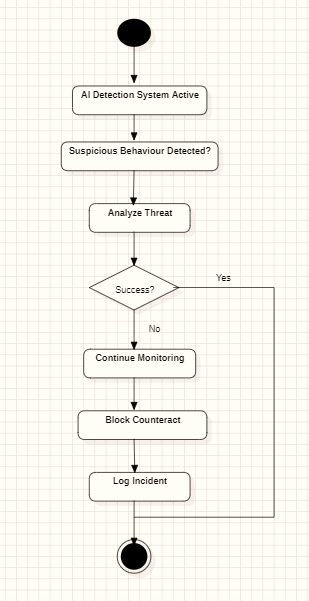 AI Detection System Active
Suspicious Behaviour Detected?
Analyze Threat
Success?
Yes
No
Continue Monitoring
Block Counteract
Log Incident